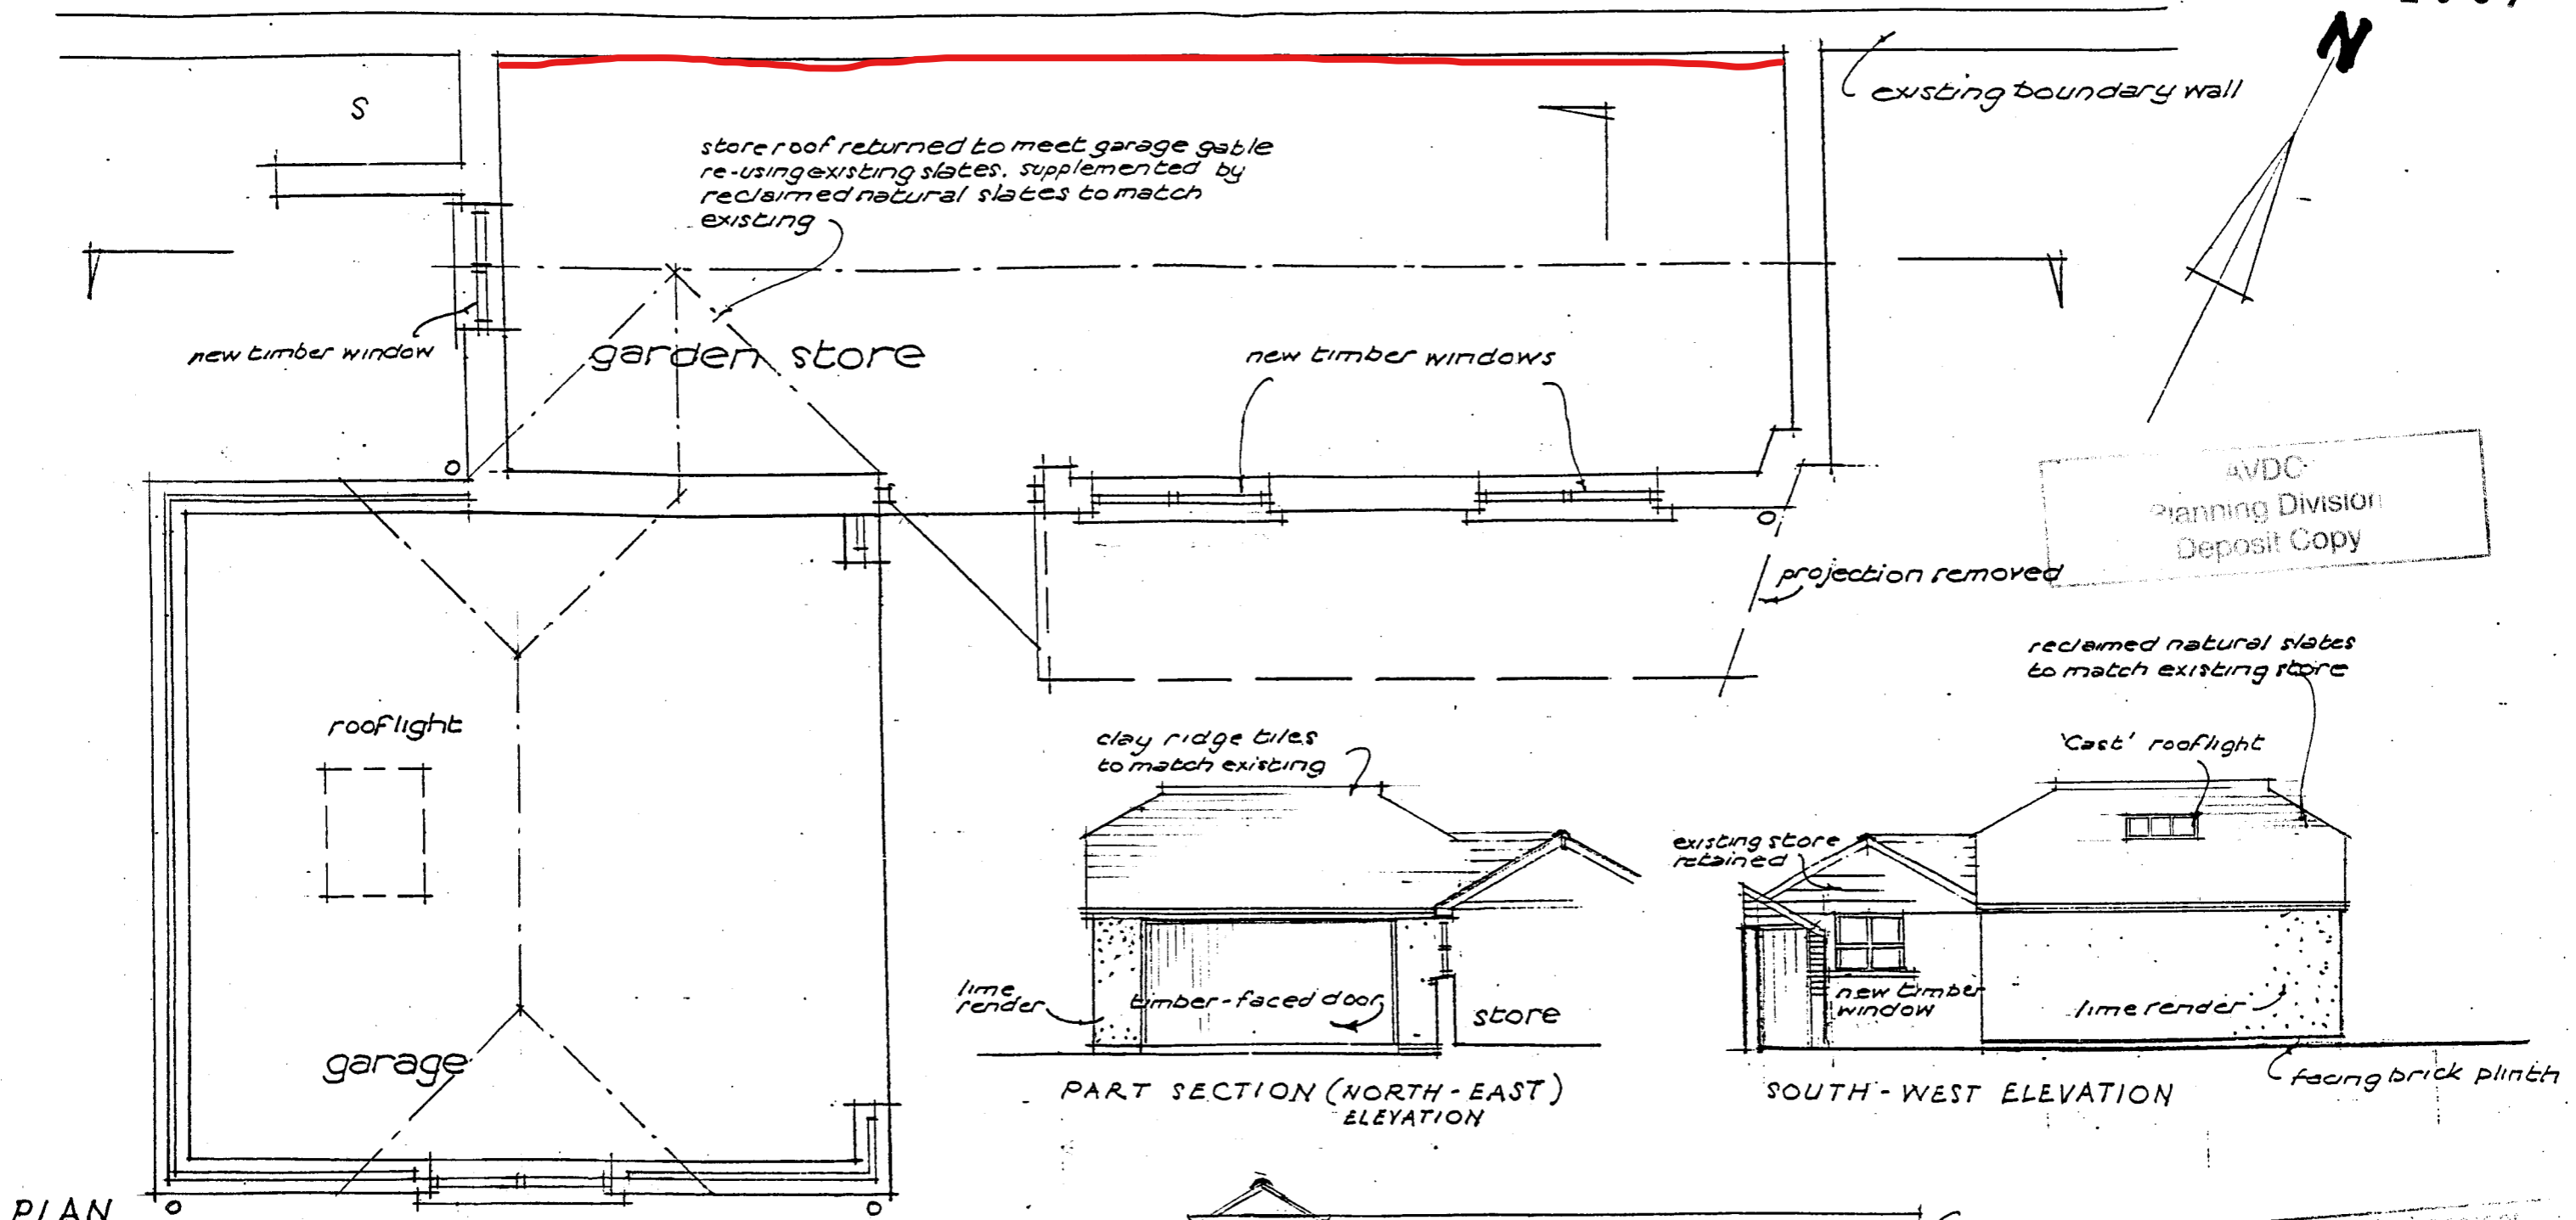 N
existing boundary wall
S
store roof returned to meet garage gable
re-using existing slates. supplemented by
reclaimed natural slates to match
existing
new timber window
garden store
new timber windows
AVDC
Planning Division
Deposit Copy
projection removed
reclaimed natural slates
to match existing store
rooflight
clay ridge tiles
to match existing
'Cast' rooflight
existing store
retained
lime
render
timber-faced door
store
new timber
window
lime render
garage
PART SECTION (NORTH-EAST)
ELEVATION
SOUTH-WEST ELEVATION
facing brick plinth
PLAN